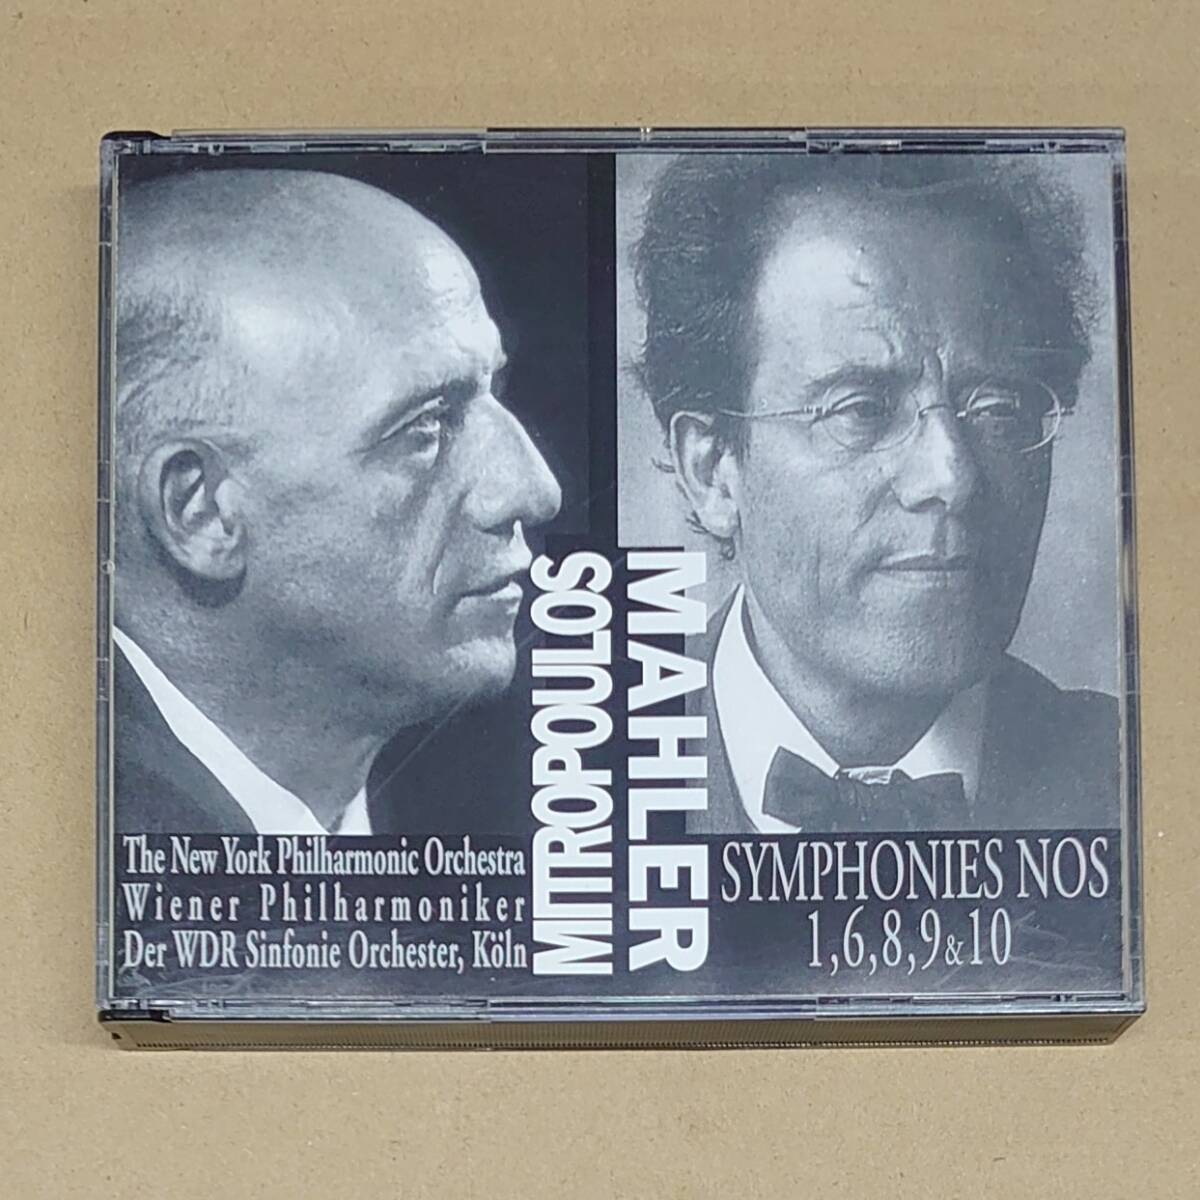 MITROPOULOS
MAHLER
The New York Philharmonic Orchestra
Wiener Philharmoniker
Der WDR Sinfonie Orchester, Köln
SYMPHONIES NOS
1,6,8,9&10